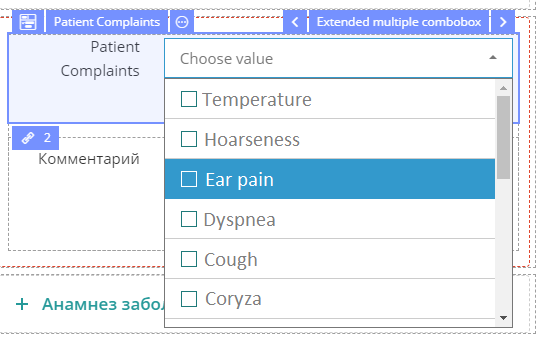 Patient Complaints
Extended multiple combobox
Patient
Complaints
Choose value
Temperature
Hoarseness
2
Комментарий
Ear pain
Dyspnea
Cough
Coryza
+ Анамнез забол